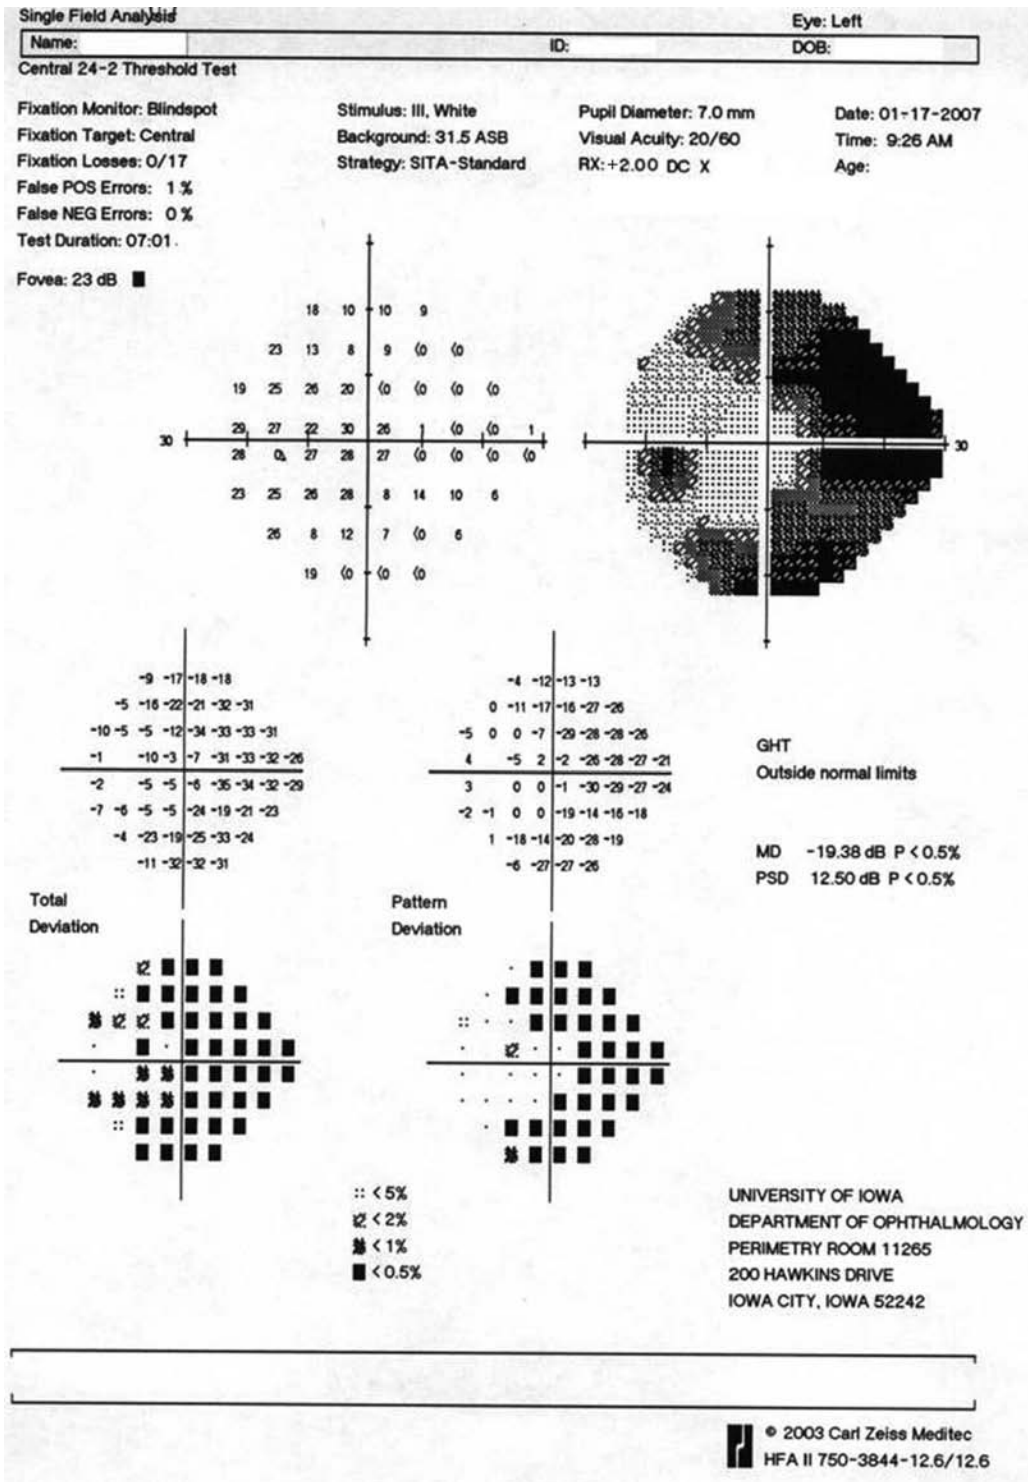 Single Field Analysis
Eye: Left
Name: ID: DOB:
Central 24-2 Threshold Test
Fixation Monitor: Blindspot
Fixation Target: Central
Fixation Losses: 0/17
False POS Errors: 1 %
False NEG Errors: 0 %
Test Duration: 07:01
Fovea: 23 dB
Stimulus: III, White
Background: 31.5 ASB
Strategy: SITA-Standard
Pupil Diameter: 7.0 mm
Visual Acuity: 20/60
RX: +2.00 DC X
Date: 01-17-2007
Time: 9:26 AM
Age:
18 10 10 9
23 13 8 9 <0 <0
19 25 26 20 <0 <0 <0 <0
29 27 22 30 26 1 <0 <0 1
30 30
28 0 27 28 27 <0 <0 <0 <0
23 25 26 28 8 14 10 6
26 8 12 7 <0 6
19 <0 <0 <0
-9 -17 -18 -18
-5 -16 -22 -21 -32 -31
-10 -5 -5 -12 -34 -33 -33 -31
-1 -10 -3 -7 -31 -33 -32 -26
-2 -5 -5 -6 -35 -34 -32 -29
-7 -6 -5 -5 -24 -19 -21 -23
-4 -23 -19 -25 -33 -24
-11 -32 -32 -31
Total
Deviation
-4 -12 -13 -13
0 -11 -17 -16 -27 -26
-5 0 0 -7 -29 -28 -28 -26
4 -5 2 -2 -26 -28 -27 -21
3 0 0 -1 -30 -29 -27 -24
-2 -1 0 0 -19 -14 -16 -18
1 -18 -14 -20 -28 -19
-6 -27 -27 -26
Pattern
Deviation
GHT
Outside normal limits
MD -19.38 dB P < 0.5%
PSD 12.50 dB P < 0.5%
< 5%
< 2%
< 1%
< 0.5%
UNIVERSITY OF IOWA
DEPARTMENT OF OPHTHALMOLOGY
PERIMETRY ROOM 11265
200 HAWKINS DRIVE
IOWA CITY, IOWA 52242
© 2003 Carl Zeiss Meditec
HFA II 750-3844-12.6/12.6